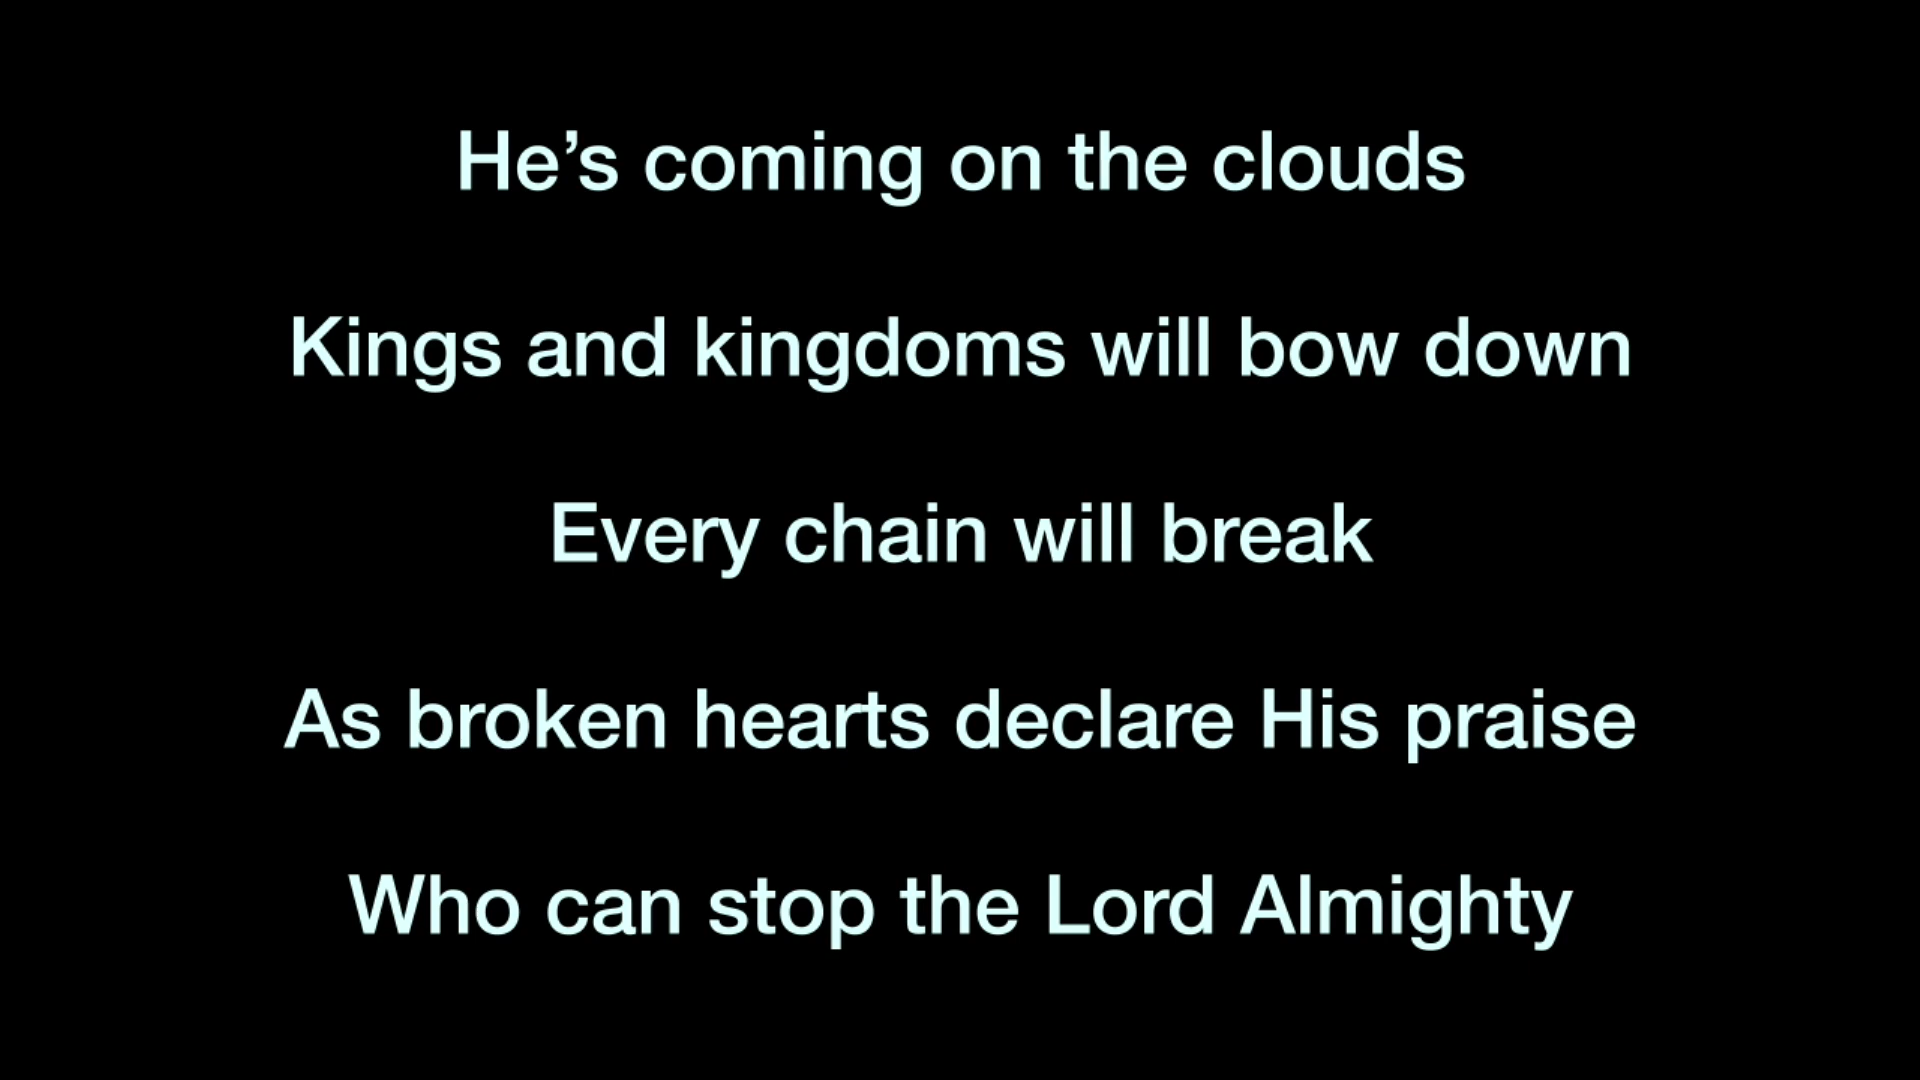 He’s coming on the clouds
Kings and kingdoms will bow down
Every chain will break
As broken hearts declare His praise
Who can stop the Lord Almighty